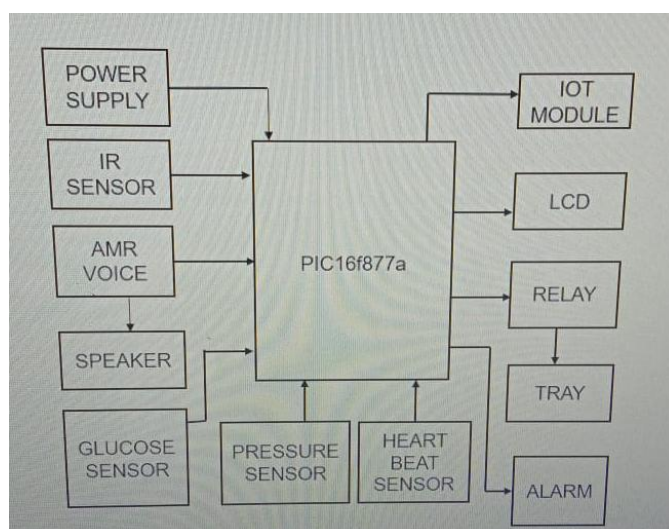 POWER
SUPPLY
IOT
MODULE
IR
SENSOR
LCD
AMR
VOICE
PIC16f877a
RELAY
SPEAKER
TRAY
GLUCOSE
SENSOR
PRESSURE
SENSOR
HEART
BEAT
SENSOR
ALARM